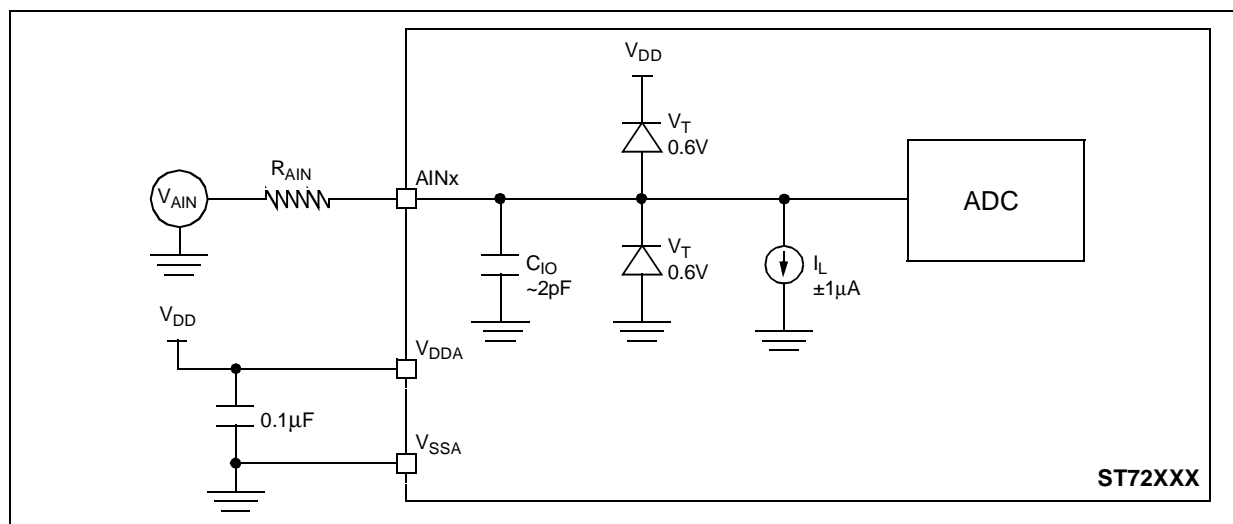 V_DD
V_T
0.6V
R_AIN
AINx
V_AIN
ADC
V_T
0.6V
C_IO
~2pF
I_L
±1μA
V_DD
V_DDA
0.1μF
V_SSA
ST72XXX